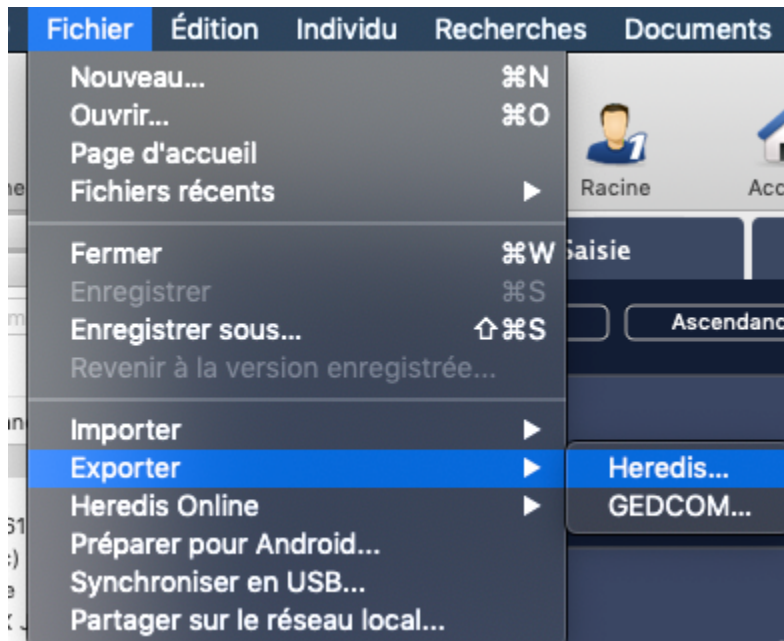 Fichier Édition Individu Recherches Documents
Nouveau... ⌘N
Ouvrir... ⌘O
Page d'accueil
Fichiers récents ▶
Racine
Fermer ⌘W
Saisie
Enregistrer ⌘S
Enregistrer sous... ⇧⌘S
Revenir à la version enregistrée...
Importer ▶
Exporter ▶ Heredis...
Heredis Online ▶ GEDCOM...
Préparer pour Android...
Synchroniser en USB...
Partager sur le réseau local...